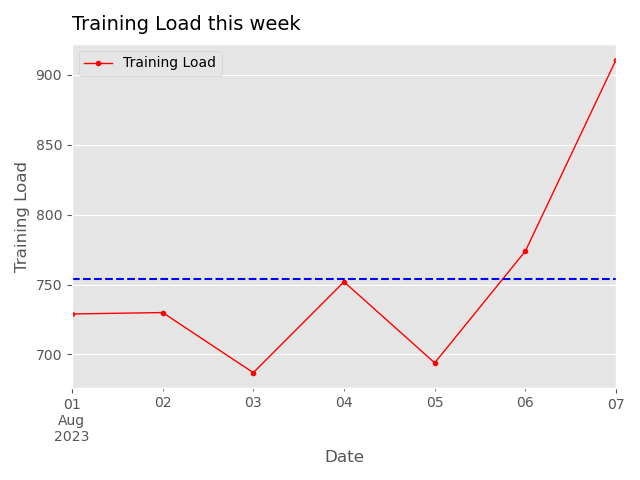 Training Load this week
Training Load
900
850
800
750
700
Training Load
01 02 03 04 05 06 07
Aug
2023
Date